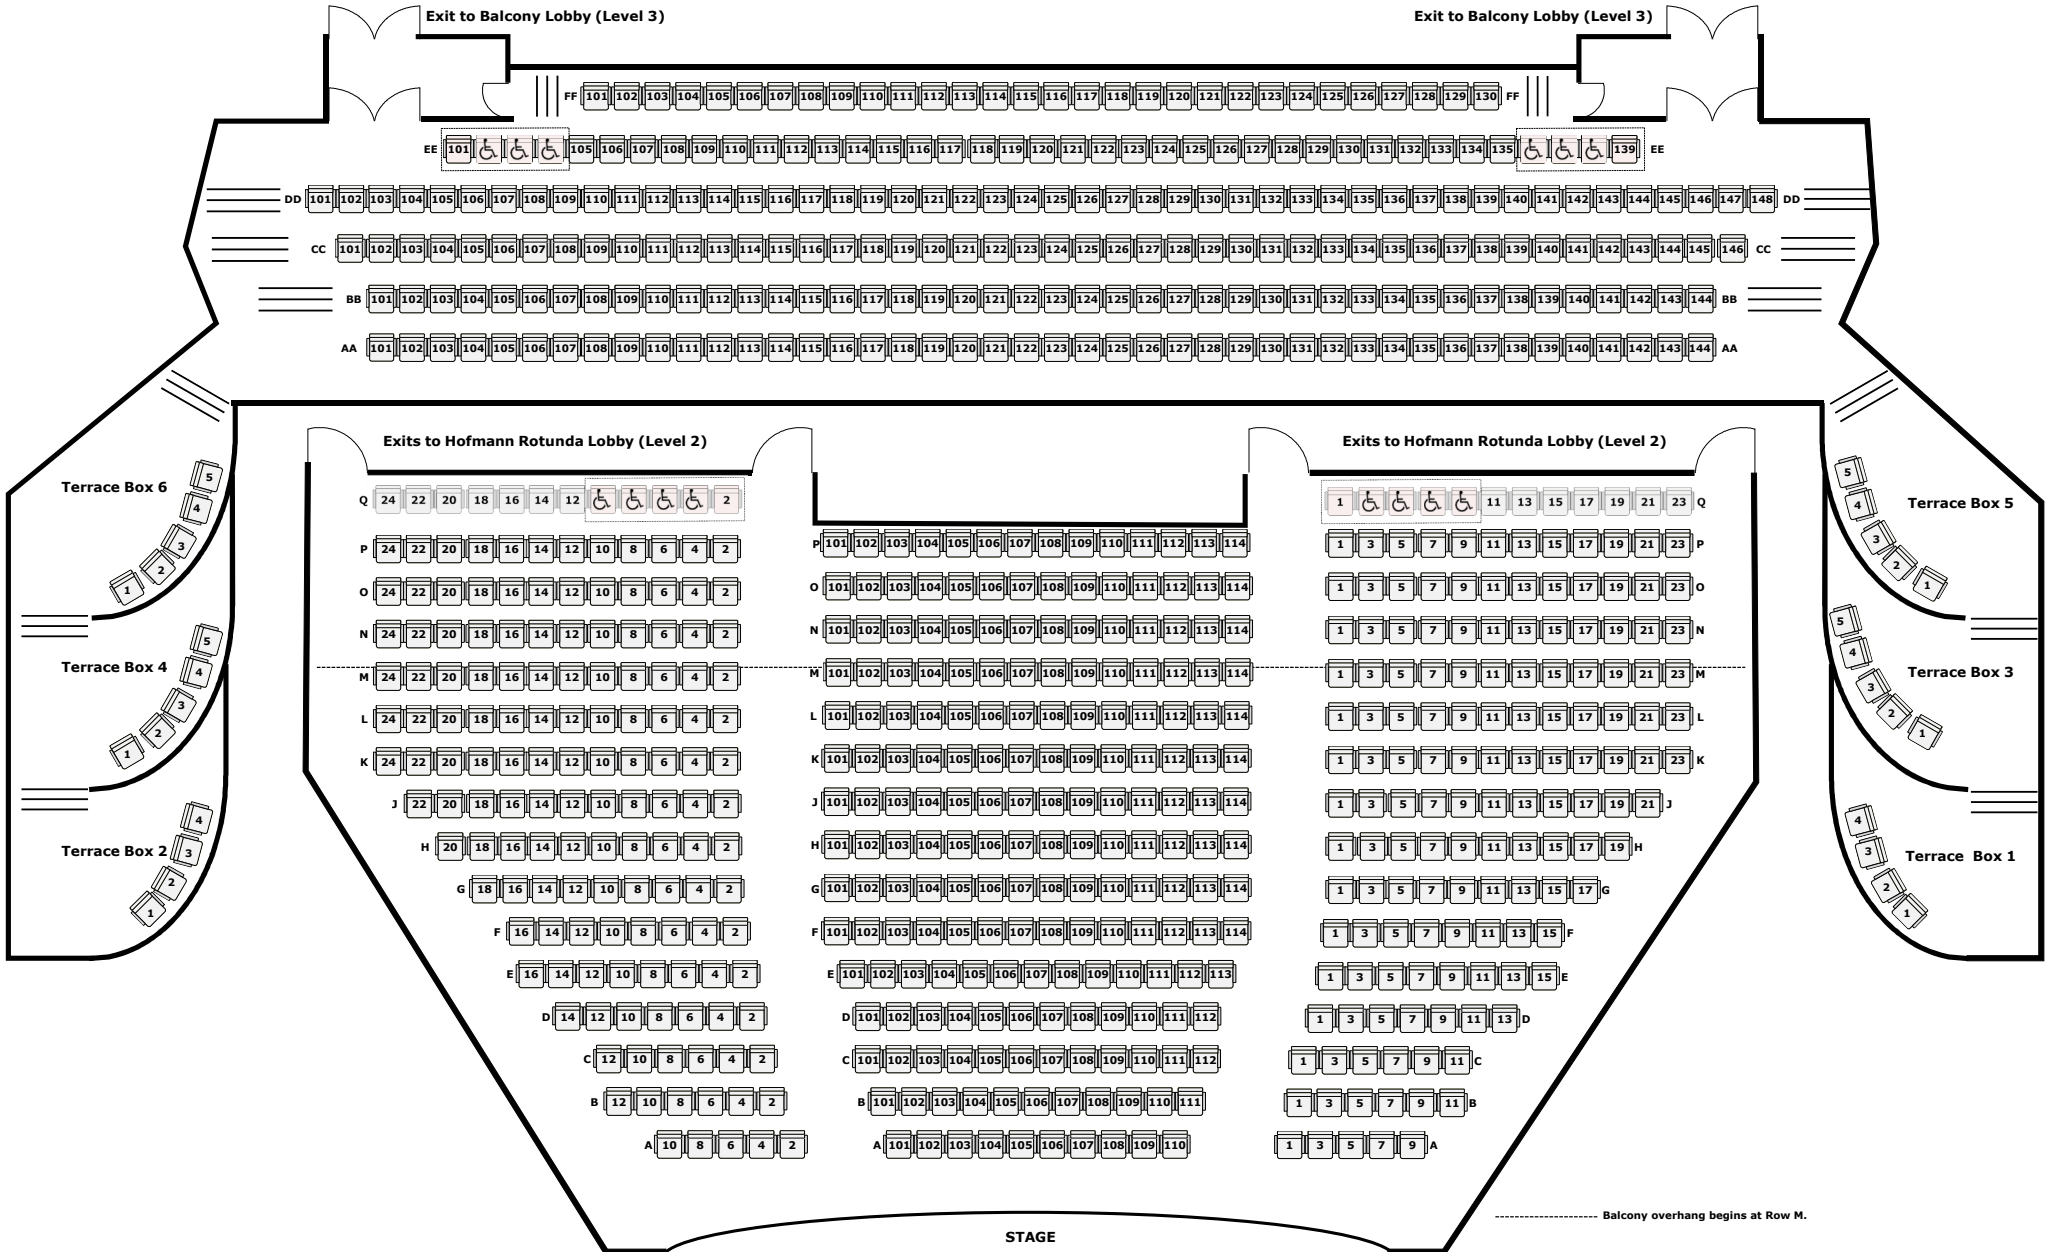 Exit to Balcony Lobby (Level 3) Exit to Balcony Lobby (Level 3)
FF 101 102 103 104 105 106 107 108 109 110 111 112 113 114 115 116 117 118 119 120 121 122 123 124 125 126 127 128 129 130 FF
EE 101 105 106 107 108 109 110 111 112 113 114 115 116 117 118 119 120 121 122 123 124 125 126 127 128 129 130 131 132 133 134 135 139 EE
DD 101 102 103 104 105 106 107 108 109 110 111 112 113 114 115 116 117 118 119 120 121 122 123 124 125 126 127 128 129 130 131 132 133 134 135 136 137 138 139 140 141 142 143 144 145 146 147 148 DD
CC 101 102 103 104 105 106 107 108 109 110 111 112 113 114 115 116 117 118 119 120 121 122 123 124 125 126 127 128 129 130 131 132 133 134 135 136 137 138 139 140 141 142 143 144 145 146 CC
BB 101 102 103 104 105 106 107 108 109 110 111 112 113 114 115 116 117 118 119 120 121 122 123 124 125 126 127 128 129 130 131 132 133 134 135 136 137 138 139 140 141 142 143 144 BB
AA 101 102 103 104 105 106 107 108 109 110 111 112 113 114 115 116 117 118 119 120 121 122 123 124 125 126 127 128 129 130 131 132 133 134 135 136 137 138 139 140 141 142 143 144 AA
Exits to Hofmann Rotunda Lobby (Level 2) Exits to Hofmann Rotunda Lobby (Level 2)
Terrace Box 6
5
4
3
2
1
Terrace Box 4
5
4
3
2
1
Terrace Box 2
4
3
2
1
Q 24 22 20 18 16 14 12 2 1 11 13 15 17 19 21 23 Q
P 24 22 20 18 16 14 12 10 8 6 4 2 P 101 102 103 104 105 106 107 108 109 110 111 112 113 114 1 3 5 7 9 11 13 15 17 19 21 23 P
O 24 22 20 18 16 14 12 10 8 6 4 2 O 101 102 103 104 105 106 107 108 109 110 111 112 113 114 1 3 5 7 9 11 13 15 17 19 21 23 O
N 24 22 20 18 16 14 12 10 8 6 4 2 N 101 102 103 104 105 106 107 108 109 110 111 112 113 114 1 3 5 7 9 11 13 15 17 19 21 23 N
M 24 22 20 18 16 14 12 10 8 6 4 2 M 101 102 103 104 105 106 107 108 109 110 111 112 113 114 1 3 5 7 9 11 13 15 17 19 21 23 M
L 24 22 20 18 16 14 12 10 8 6 4 2 L 101 102 103 104 105 106 107 108 109 110 111 112 113 114 1 3 5 7 9 11 13 15 17 19 21 23 L
K 24 22 20 18 16 14 12 10 8 6 4 2 K 101 102 103 104 105 106 107 108 109 110 111 112 113 114 1 3 5 7 9 11 13 15 17 19 21 23 K
J 22 20 18 16 14 12 10 8 6 4 2 J 101 102 103 104 105 106 107 108 109 110 111 112 113 114 1 3 5 7 9 11 13 15 17 19 21 J
H 20 18 16 14 12 10 8 6 4 2 H 101 102 103 104 105 106 107 108 109 110 111 112 113 114 1 3 5 7 9 11 13 15 17 19 H
G 18 16 14 12 10 8 6 4 2 G 101 102 103 104 105 106 107 108 109 110 111 112 113 114 1 3 5 7 9 11 13 15 17 G
F 16 14 12 10 8 6 4 2 F 101 102 103 104 105 106 107 108 109 110 111 112 113 114 1 3 5 7 9 11 13 15 F
E 16 14 12 10 8 6 4 2 E 101 102 103 104 105 106 107 108 109 110 111 112 113 1 3 5 7 9 11 13 15 E
D 14 12 10 8 6 4 2 D 101 102 103 104 105 106 107 108 109 110 111 112 1 3 5 7 9 11 13 D
C 12 10 8 6 4 2 C 101 102 103 104 105 106 107 108 109 110 111 112 1 3 5 7 9 11 C
B 12 10 8 6 4 2 B 101 102 103 104 105 106 107 108 109 110 111 1 3 5 7 9 11 B
A 10 8 6 4 2 A 101 102 103 104 105 106 107 108 109 110 1 3 5 7 9 A
5
4
3
2
1
Terrace Box 5
5
4
3
2
1
Terrace Box 3
4
3
2
1
Terrace Box 1
Balcony overhang begins at Row M.
STAGE